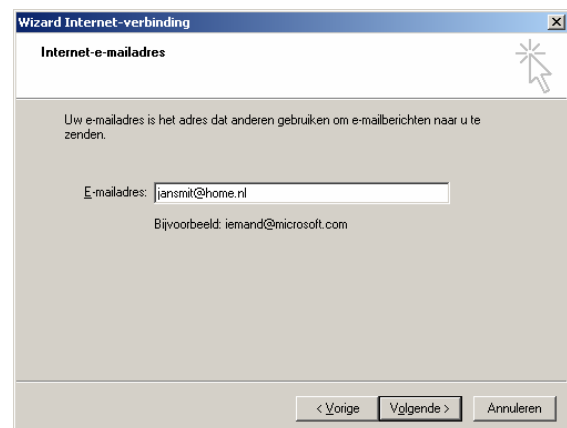 Wizard Internet-verbinding
Internet-e-mailadres
Uw e-mailadres is het adres dat anderen gebruiken om e-mailberichten naar u te
zenden.
E-mailadres: jansmit@home.nl
Bijvoorbeeld: iemand@microsoft.com
< Vorige Volgende > Annuleren